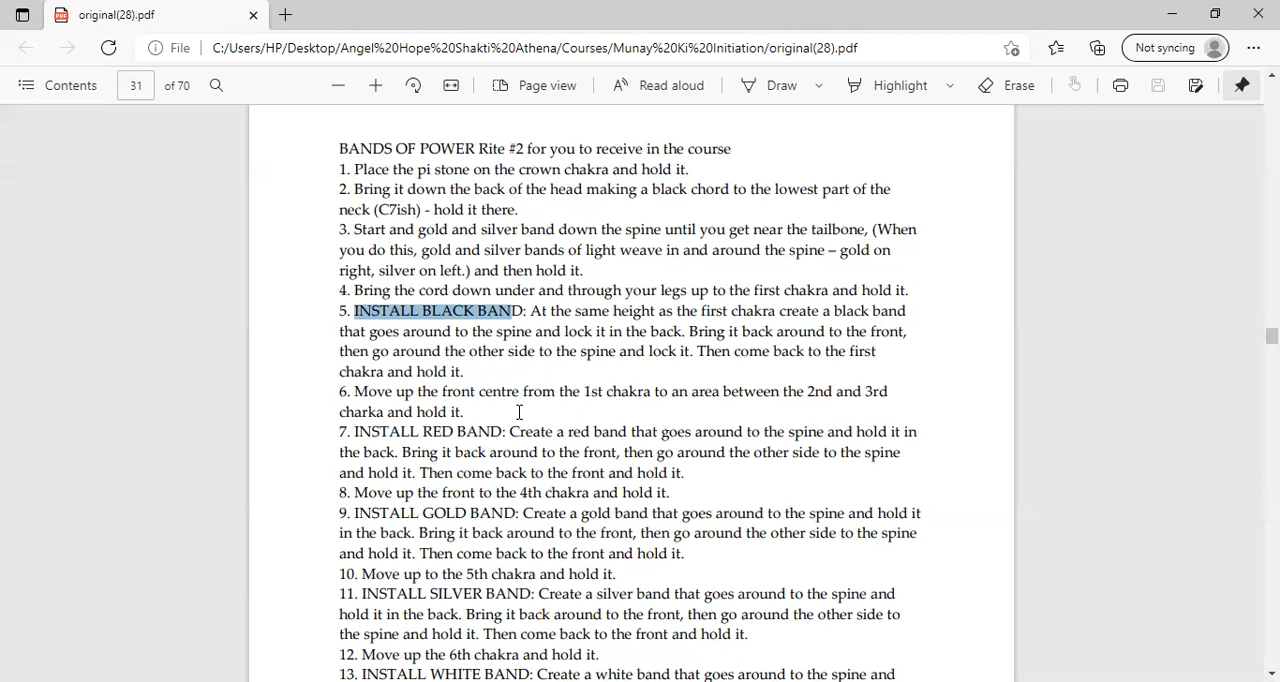 original(28).pdf
File
C:/Users/HP/Desktop/Angel%20Hope%20Shakti%20Athena/Courses/Munay%20Ki%20Initiation/original(28).pdf
Not syncing
Contents
31
of 70
Page view
Read aloud
Draw
Highlight
Erase
BANDS OF POWER Rite #2 for you to receive in the course
1. Place the pi stone on the crown chakra and hold it.
2. Bring it down the back of the head making a black chord to the lowest part of the
neck (C7ish) - hold it there.
3. Start and gold and silver band down the spine until you get near the tailbone, (When
you do this, gold and silver bands of light weave in and around the spine – gold on
right, silver on left.) and then hold it.
4. Bring the cord down under and through your legs up to the first chakra and hold it.
5. INSTALL BLACK BAND: At the same height as the first chakra create a black band
that goes around to the spine and lock it in the back. Bring it back around to the front,
then go around the other side to the spine and lock it. Then come back to the first
chakra and hold it.
6. Move up the front centre from the 1st chakra to an area between the 2nd and 3rd
charka and hold it.
7. INSTALL RED BAND: Create a red band that goes around to the spine and hold it in
the back. Bring it back around to the front, then go around the other side to the spine
and hold it. Then come back to the front and hold it.
8. Move up the front to the 4th chakra and hold it.
9. INSTALL GOLD BAND: Create a gold band that goes around to the spine and hold it
in the back. Bring it back around to the front, then go around the other side to the spine
and hold it. Then come back to the front and hold it.
10. Move up to the 5th chakra and hold it.
11. INSTALL SILVER BAND: Create a silver band that goes around to the spine and
hold it in the back. Bring it back around to the front, then go around the other side to
the spine and hold it. Then come back to the front and hold it.
12. Move up the 6th chakra and hold it.
13. INSTALL WHITE BAND: Create a white band that goes around to the spine and